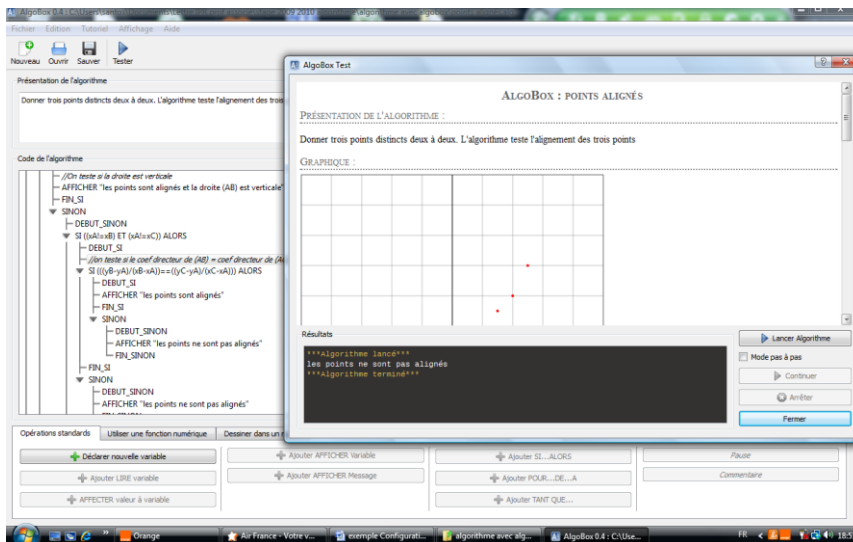 AlgoBox 0.4 : C:\Users\
Fichier Edition Tutoriel Affichage Aide
Nouveau Ouvrir Sauver Tester
Présentation de l'algorithme
Donner trois points distincts deux à deux. L'algorithme teste l'alignement des trois
Code de l'algorithme
//On teste si la droite est verticale
AFFICHER "les points sont alignés et la droite (AB) est verticale"
FIN_SI
SINON
DEBUT_SINON
SI ((xA!=xB) ET (xA!=xC)) ALORS
DEBUT_SI
//on teste si le coef directeur de (AB) = coef directeur de
SI (((yB-yA)/(xB-xA))==((yC-yA)/(xC-xA))) ALORS
DEBUT_SI
AFFICHER "les points sont alignés"
FIN_SI
SINON
DEBUT_SINON
AFFICHER "les points ne sont pas alignés"
FIN_SINON
FIN_SI
SINON
DEBUT_SINON
AFFICHER "les points ne sont pas alignés"
Opérations standards Utiliser une fonction numérique Dessiner dans un
Déclarer nouvelle variable
Ajouter LIRE variable
AFFECTER valeur à variable
Ajouter AFFICHER Variable
Ajouter AFFICHER Message
Ajouter SI...ALORS
Ajouter POUR...DE...A
Ajouter TANT QUE...
Pause
Commentaire
AlgoBox Test
ALGOBOX : POINTS ALIGNÉS
PRÉSENTATION DE L'ALGORITHME :
Donner trois points distincts deux à deux. L'algorithme teste l'alignement des trois points
GRAPHIQUE :
Résultats
***Algorithme lancé***
les points ne sont pas alignés
***Algorithme terminé***
Lancer Algorithme
Mode pas à pas
Continuer
Arrêter
Fermer
Orange Air France - Votre v... exemple Configurati... algorithme avec alg... AlgoBox 0.4 : C:\Use... FR